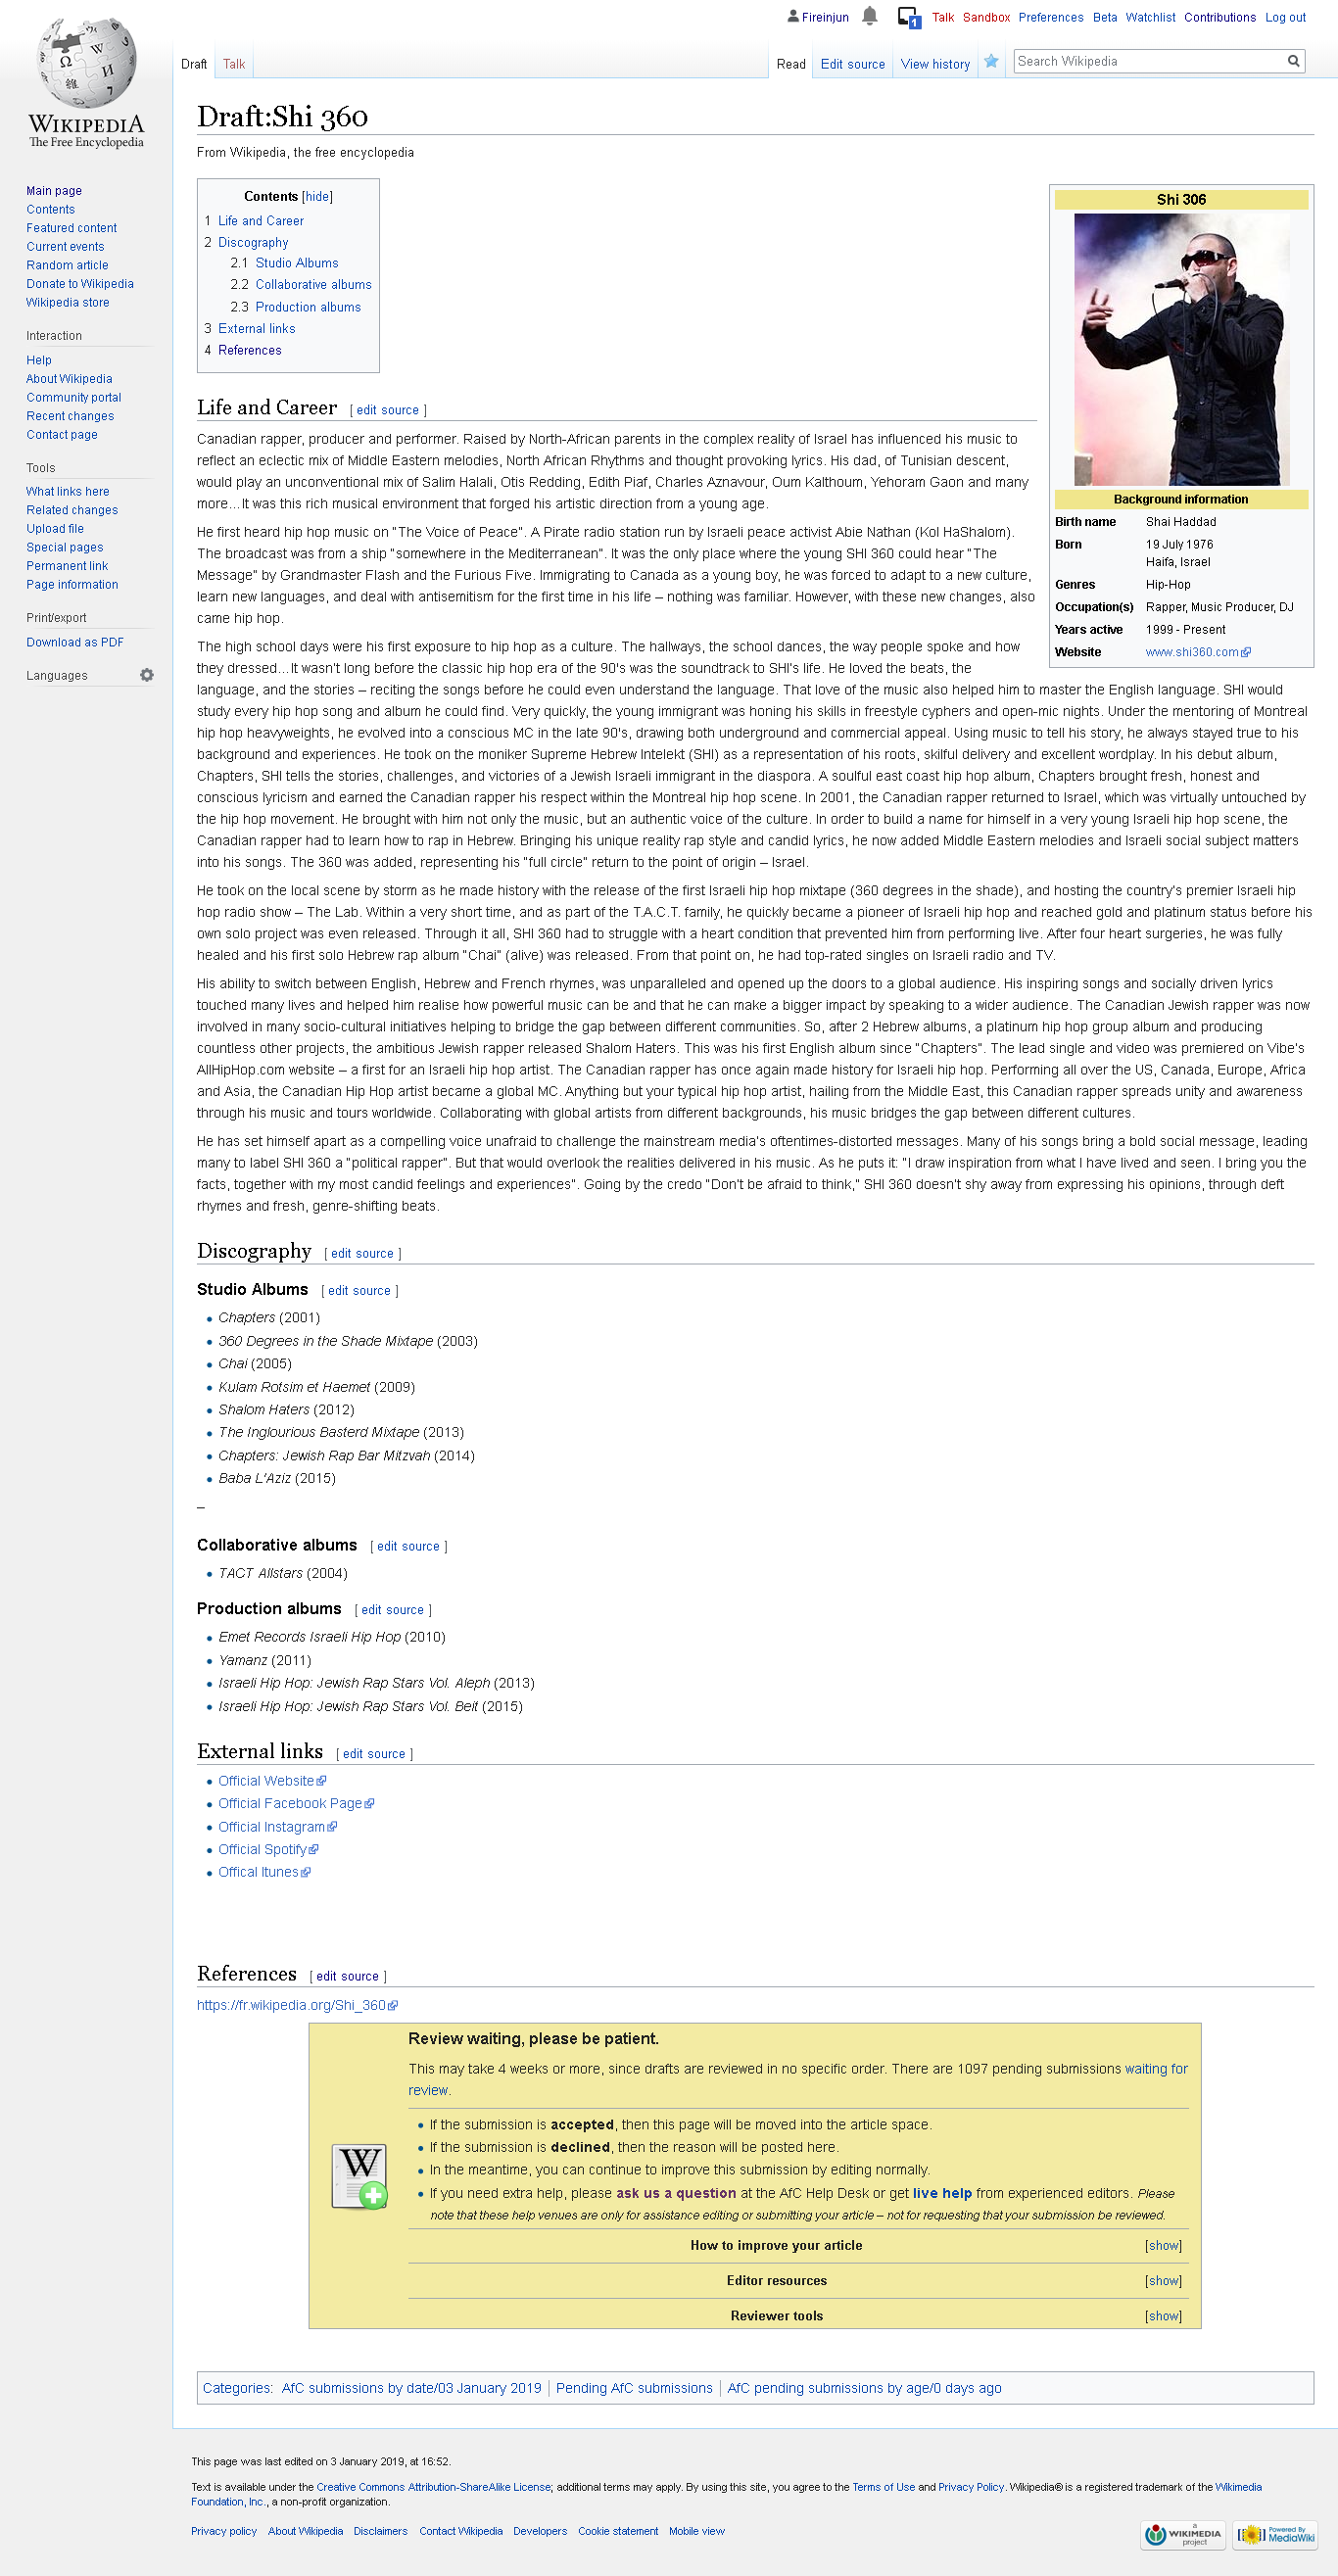 Fireinjun 1 Talk Sandbox Preferences Beta Watchlist Contributions Log out
Draft Talk Read Edit source View history Search Wikipedia
WIKIPEDIA
The Free Encyclopedia
Main page
Contents
Featured content
Current events
Random article
Donate to Wikipedia
Wikipedia store
Interaction
Help
About Wikipedia
Community portal
Recent changes
Contact page
Tools
What links here
Related changes
Upload file
Special pages
Permanent link
Page information
Print/export
Download as PDF
Languages
Draft:Shi 360
From Wikipedia, the free encyclopedia
Contents [hide]
1 Life and Career
2 Discography
2.1 Studio Albums
2.2 Collaborative albums
2.3 Production albums
3 External links
4 References
Shi 306
Background information
Birth name Shai Haddad
Born 19 July 1976
Haifa, Israel
Genres Hip-Hop
Occupation(s) Rapper, Music Producer, DJ
Years active 1999 - Present
Website www.shi360.com
Life and Career [ edit source ]
Canadian rapper, producer and performer. Raised by North-African parents in the complex reality of Israel has influenced his music to
reflect an eclectic mix of Middle Eastern melodies, North African Rhythms and thought provoking lyrics. His dad, of Tunisian descent,
would play an unconventional mix of Salim Halali, Otis Redding, Edith Piaf, Charles Aznavour, Oum Kalthoum, Yehoram Gaon and many
more…It was this rich musical environment that forged his artistic direction from a young age.
He first heard hip hop music on "The Voice of Peace". A Pirate radio station run by Israeli peace activist Abie Nathan (Kol HaShalom).
The broadcast was from a ship "somewhere in the Mediterranean". It was the only place where the young SHI 360 could hear "The
Message" by Grandmaster Flash and the Furious Five. Immigrating to Canada as a young boy, he was forced to adapt to a new culture,
learn new languages, and deal with antisemitism for the first time in his life – nothing was familiar. However, with these new changes, also
came hip hop.
The high school days were his first exposure to hip hop as a culture. The hallways, the school dances, the way people spoke and how
they dressed…It wasn't long before the classic hip hop era of the 90's was the soundtrack to SHI's life. He loved the beats, the
language, and the stories – reciting the songs before he could even understand the language. That love of the music also helped him to master the English language. SHI would
study every hip hop song and album he could find. Very quickly, the young immigrant was honing his skills in freestyle cyphers and open-mic nights. Under the mentoring of Montreal
hip hop heavyweights, he evolved into a conscious MC in the late 90's, drawing both underground and commercial appeal. Using music to tell his story, he always stayed true to his
background and experiences. He took on the moniker Supreme Hebrew Intelekt (SHI) as a representation of his roots, skilful delivery and excellent wordplay. In his debut album,
Chapters, SHI tells the stories, challenges, and victories of a Jewish Israeli immigrant in the diaspora. A soulful east coast hip hop album, Chapters brought fresh, honest and
conscious lyricism and earned the Canadian rapper his respect within the Montreal hip hop scene. In 2001, the Canadian rapper returned to Israel, which was virtually untouched by
the hip hop movement. He brought with him not only the music, but an authentic voice of the culture. In order to build a name for himself in a very young Israeli hip hop scene, the
Canadian rapper had to learn how to rap in Hebrew. Bringing his unique reality rap style and candid lyrics, he now added Middle Eastern melodies and Israeli social subject matters
into his songs. The 360 was added, representing his "full circle" return to the point of origin – Israel.
He took on the local scene by storm as he made history with the release of the first Israeli hip hop mixtape (360 degrees in the shade), and hosting the country's premier Israeli hip
hop radio show – The Lab. Within a very short time, and as part of the T.A.C.T. family, he quickly became a pioneer of Israeli hip hop and reached gold and platinum status before his
own solo project was even released. Through it all, SHI 360 had to struggle with a heart condition that prevented him from performing live. After four heart surgeries, he was fully
healed and his first solo Hebrew rap album "Chai" (alive) was released. From that point on, he had top-rated singles on Israeli radio and TV.
His ability to switch between English, Hebrew and French rhymes, was unparalleled and opened up the doors to a global audience. His inspiring songs and socially driven lyrics
touched many lives and helped him realise how powerful music can be and that he can make a bigger impact by speaking to a wider audience. The Canadian Jewish rapper was now
involved in many socio-cultural initiatives helping to bridge the gap between different communities. So, after 2 Hebrew albums, a platinum hip hop group album and producing
countless other projects, the ambitious Jewish rapper released Shalom Haters. This was his first English album since "Chapters". The lead single and video was premiered on Vibe's
AllHipHop.com website – a first for an Israeli hip hop artist. The Canadian rapper has once again made history for Israeli hip hop. Performing all over the US, Canada, Europe, Africa
and Asia, the Canadian Hip Hop artist became a global MC. Anything but your typical hip hop artist, hailing from the Middle East, this Canadian rapper spreads unity and awareness
through his music and tours worldwide. Collaborating with global artists from different backgrounds, his music bridges the gap between different cultures.
He has set himself apart as a compelling voice unafraid to challenge the mainstream media's oftentimes-distorted messages. Many of his songs bring a bold social message, leading
many to label SHI 360 a "political rapper". But that would overlook the realities delivered in his music. As he puts it: "I draw inspiration from what I have lived and seen. I bring you the
facts, together with my most candid feelings and experiences". Going by the credo "Don't be afraid to think," SHI 360 doesn't shy away from expressing his opinions, through deft
rhymes and fresh, genre-shifting beats.
Discography [ edit source ]
Studio Albums [ edit source ]
Chapters (2001)
360 Degrees in the Shade Mixtape (2003)
Chai (2005)
Kulam Rotsim et Haemet (2009)
Shalom Haters (2012)
The Inglourious Basterd Mixtape (2013)
Chapters: Jewish Rap Bar Mitzvah (2014)
Baba L'Aziz (2015)
–
Collaborative albums [ edit source ]
TACT Allstars (2004)
Production albums [ edit source ]
Emet Records Israeli Hip Hop (2010)
Yamanz (2011)
Israeli Hip Hop: Jewish Rap Stars Vol. Aleph (2013)
Israeli Hip Hop: Jewish Rap Stars Vol. Beit (2015)
External links [ edit source ]
Official Website
Official Facebook Page
Official Instagram
Official Spotify
Offical Itunes
References [ edit source ]
https://fr.wikipedia.org/Shi_360
Review waiting, please be patient.
This may take 4 weeks or more, since drafts are reviewed in no specific order. There are 1097 pending submissions waiting for
review.
If the submission is accepted, then this page will be moved into the article space.
If the submission is declined, then the reason will be posted here.
In the meantime, you can continue to improve this submission by editing normally.
If you need extra help, please ask us a question at the AfC Help Desk or get live help from experienced editors. Please
note that these help venues are only for assistance editing or submitting your article – not for requesting that your submission be reviewed.
How to improve your article [show]
Editor resources [show]
Reviewer tools [show]
Categories: AfC submissions by date/03 January 2019 | Pending AfC submissions | AfC pending submissions by age/0 days ago
This page was last edited on 3 January 2019, at 16:52.
Text is available under the Creative Commons Attribution-ShareAlike License; additional terms may apply. By using this site, you agree to the Terms of Use and Privacy Policy. Wikipedia® is a registered trademark of the Wikimedia
Foundation, Inc., a non-profit organization.
Privacy policy About Wikipedia Disclaimers Contact Wikipedia Developers Cookie statement Mobile view
a WIKIMEDIA project
Powered By MediaWiki